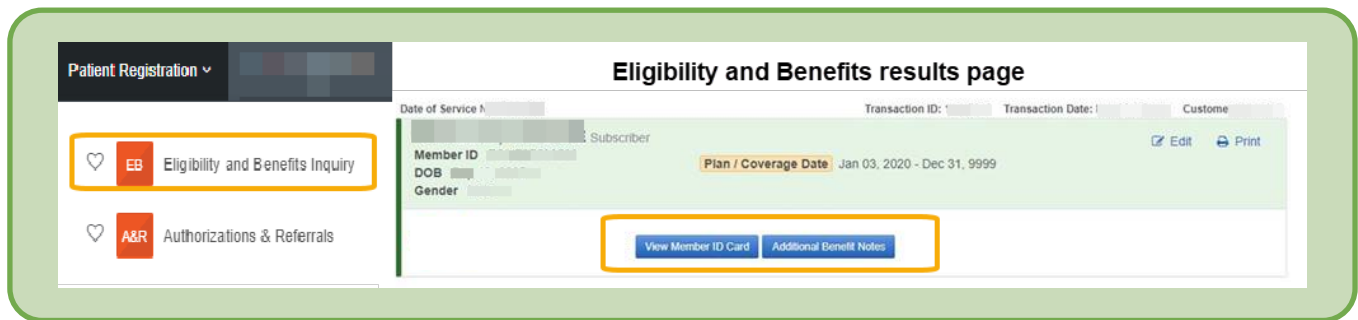 Patient Registration
Eligibility and Benefits results page
EB Eligibility and Benefits Inquiry
A&R Authorizations & Referrals
Date of Service
Transaction ID:
Transaction Date:
Custome
Subscriber
Edit
Print
Member ID
Plan / Coverage Date Jan 03, 2020 - Dec 31, 9999
DOB
Gender
View Member ID Card
Additional Benefit Notes